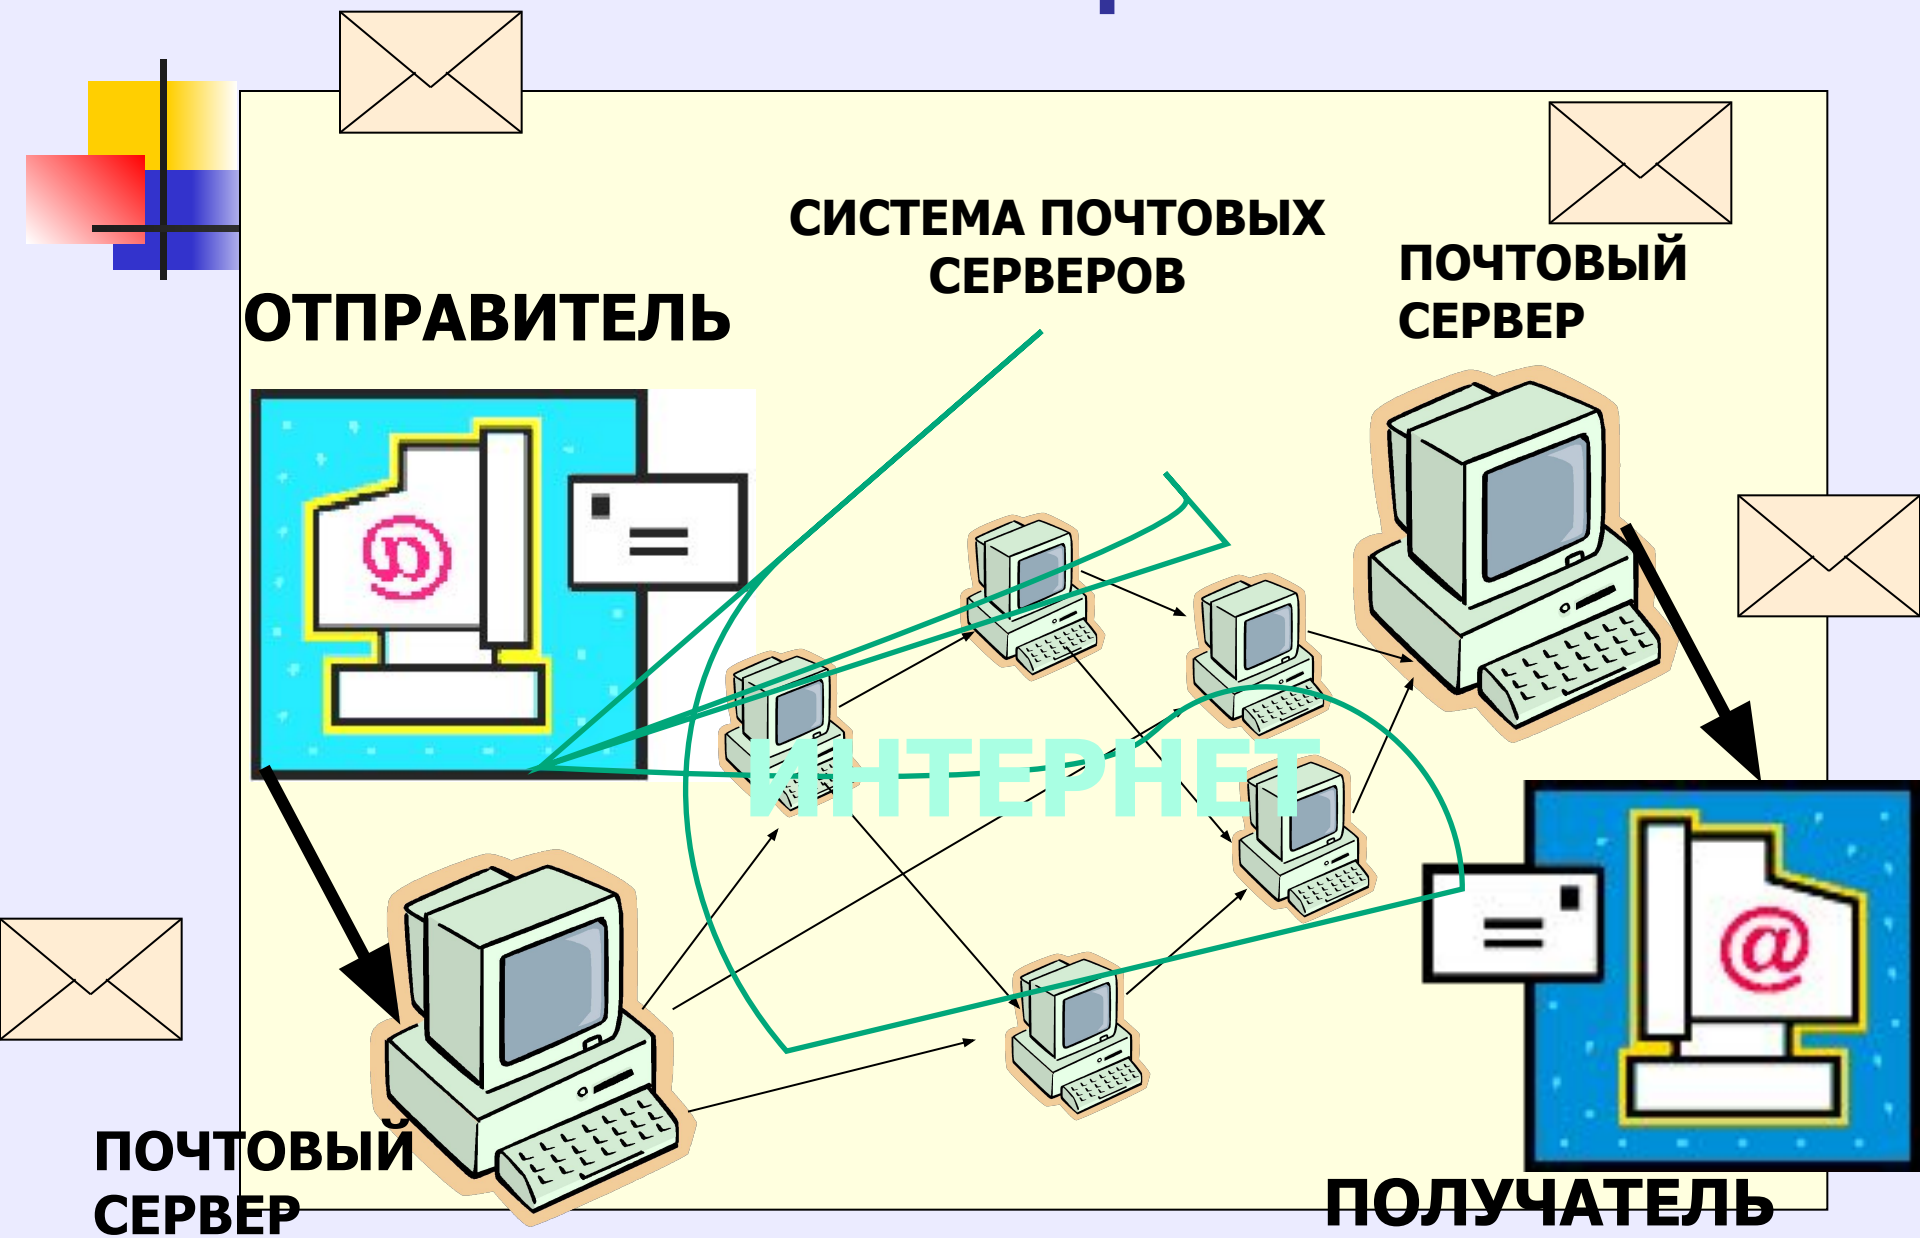 СИСТЕМА ПОЧТОВЫХ
СЕРВЕРОВ
ПОЧТОВЫЙ
СЕРВЕР
ОТПРАВИТЕЛЬ
@
ИНТЕРНЕТ
@
ПОЧТОВЫЙ
СЕРВЕР
ПОЛУЧАТЕЛЬ